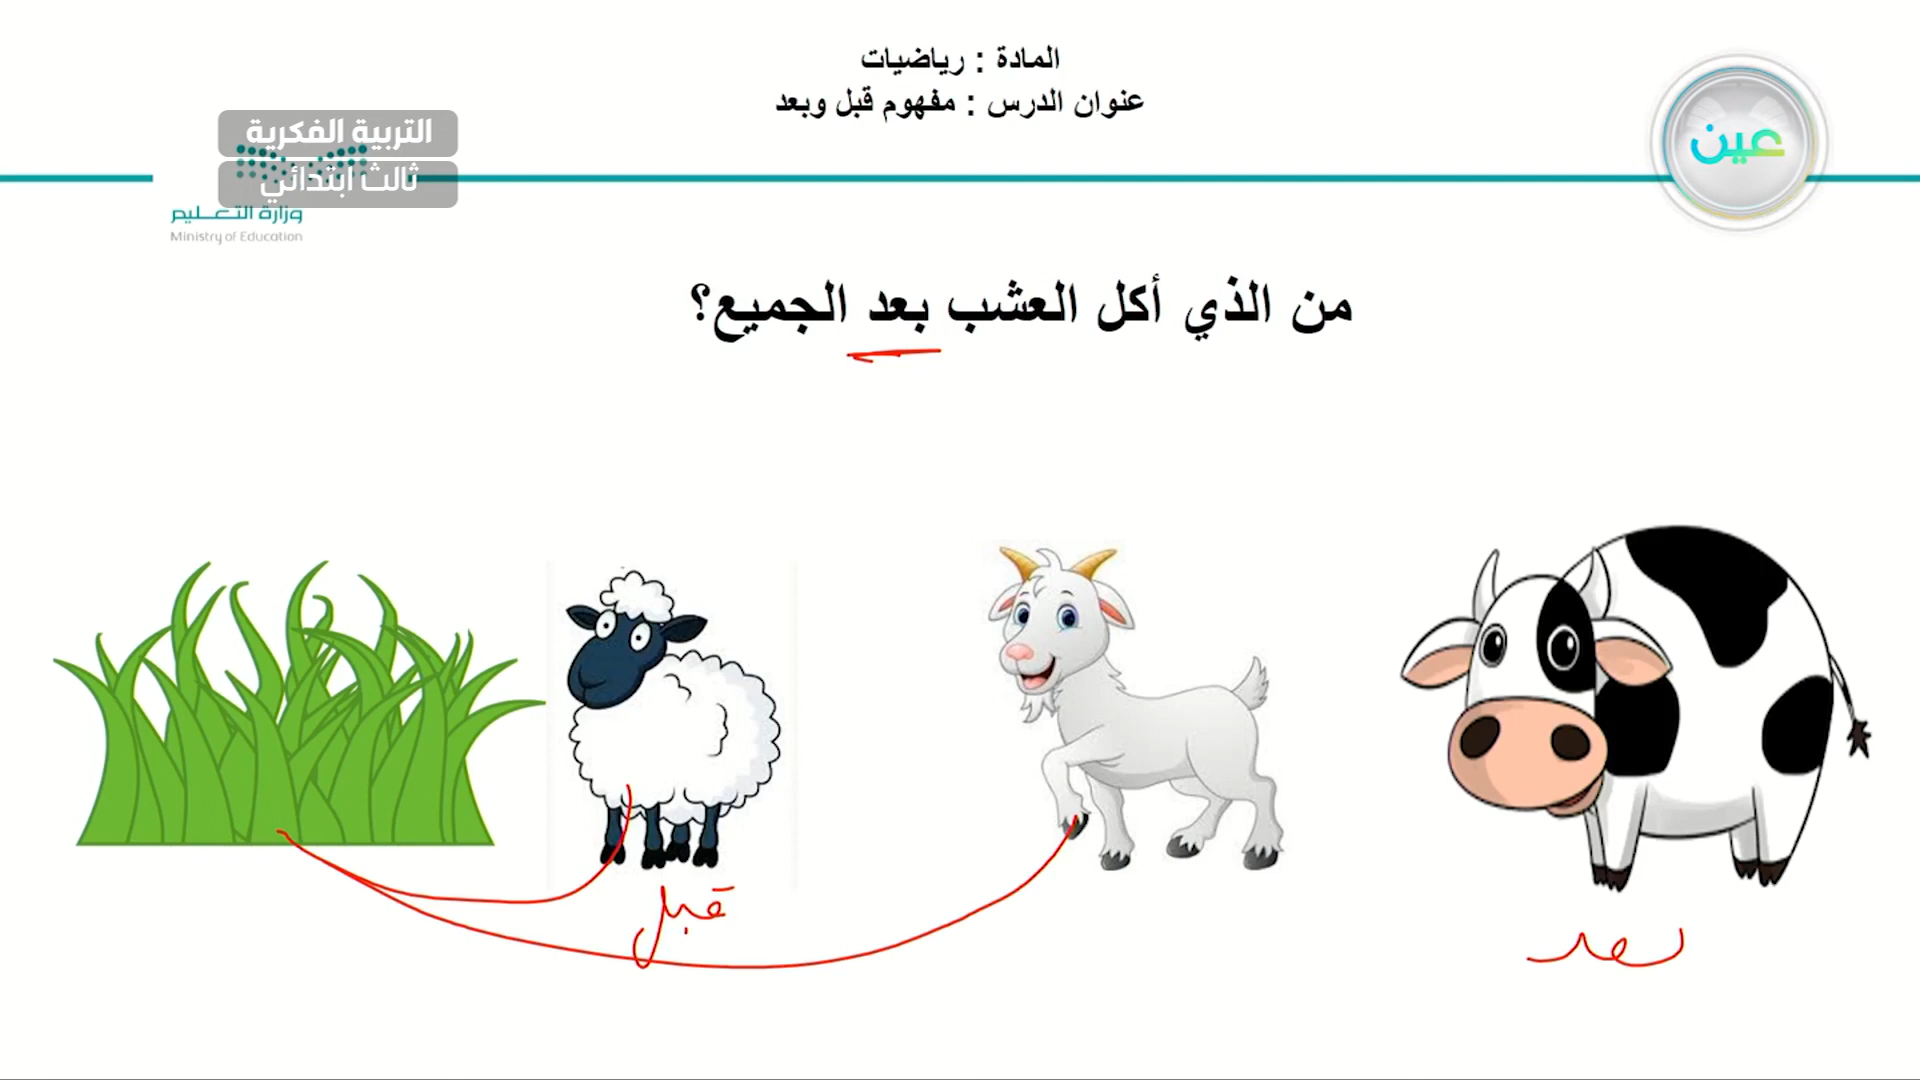 المادة : رياضيات
عنوان الدرس : مفهوم قبل وبعد
التربية الفكرية
ثالث ابتدائي
عين
وزارة التعـــليم
Ministry of Education
من الذي أكل العشب بعد الجميع؟
قبل
بعد